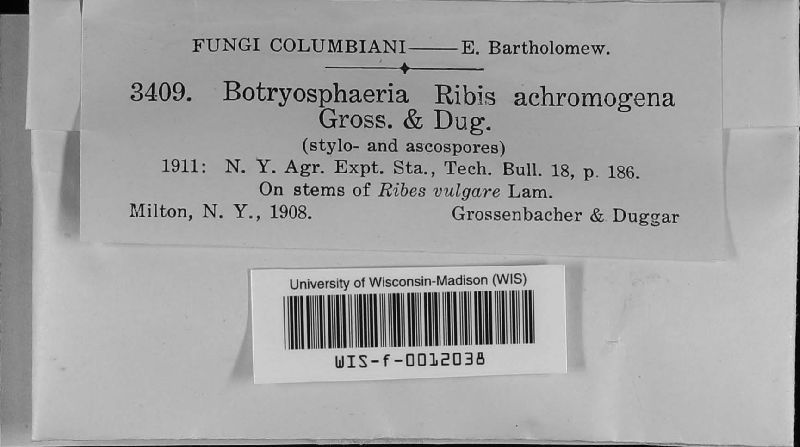 FUNGI COLUMBIANI—E. Bartholomew.
3409. Botryosphaeria Ribis achromogena
Gross. & Dug.
(stylo- and ascospores)
1911: N. Y. Agr. Expt. Sta., Tech. Bull. 18, p. 186.
On stems of Ribes vulgare Lam.
Milton, N. Y., 1908. Grossenbacher & Duggar
University of Wisconsin-Madison (WIS)
WIS-f-0012038